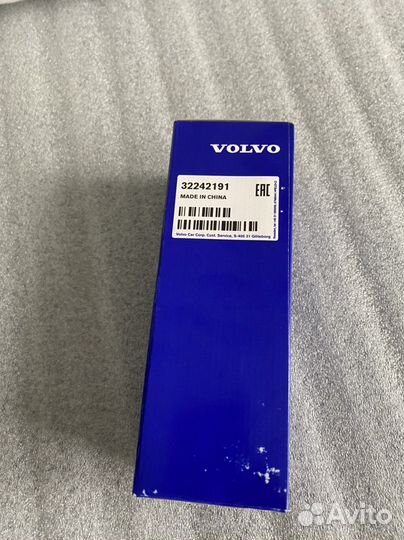 VOLVO
32242191
EAC
MADE IN CHINA
Volvo Car Corp. Cust. Service, S-405 31 Göteborg
Avito